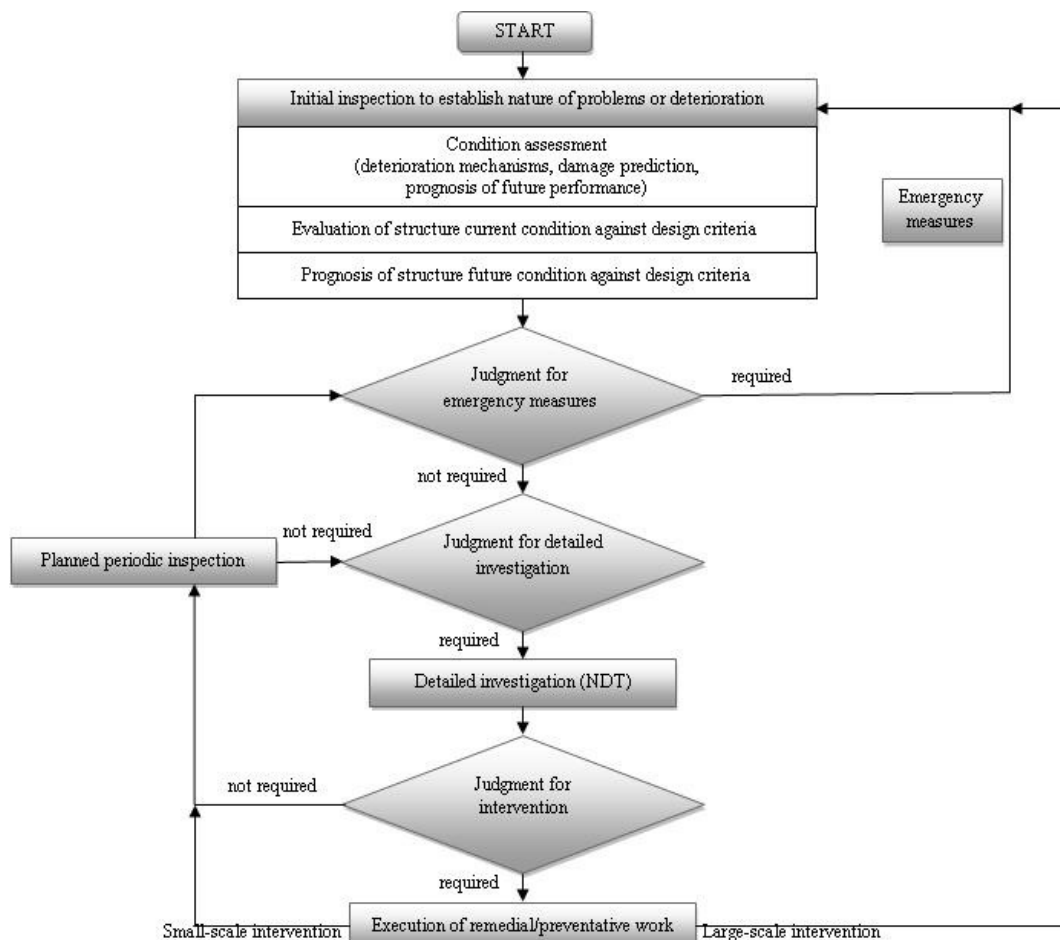 START
Initial inspection to establish nature of problems or deterioration
Condition assessment
(deterioration mechanisms, damage prediction,
prognosis of future performance)
Emergency
measures
Evaluation of structure current condition against design criteria
Prognosis of structure future condition against design criteria
Judgment for
emergency measures
required
not required
not required
Planned periodic inspection
Judgment for detailed
investigation
required
Detailed investigation (NDT)
not required
Judgment for
intervention
required
Small-scale intervention
Execution of remedial/preventative work
Large-scale intervention